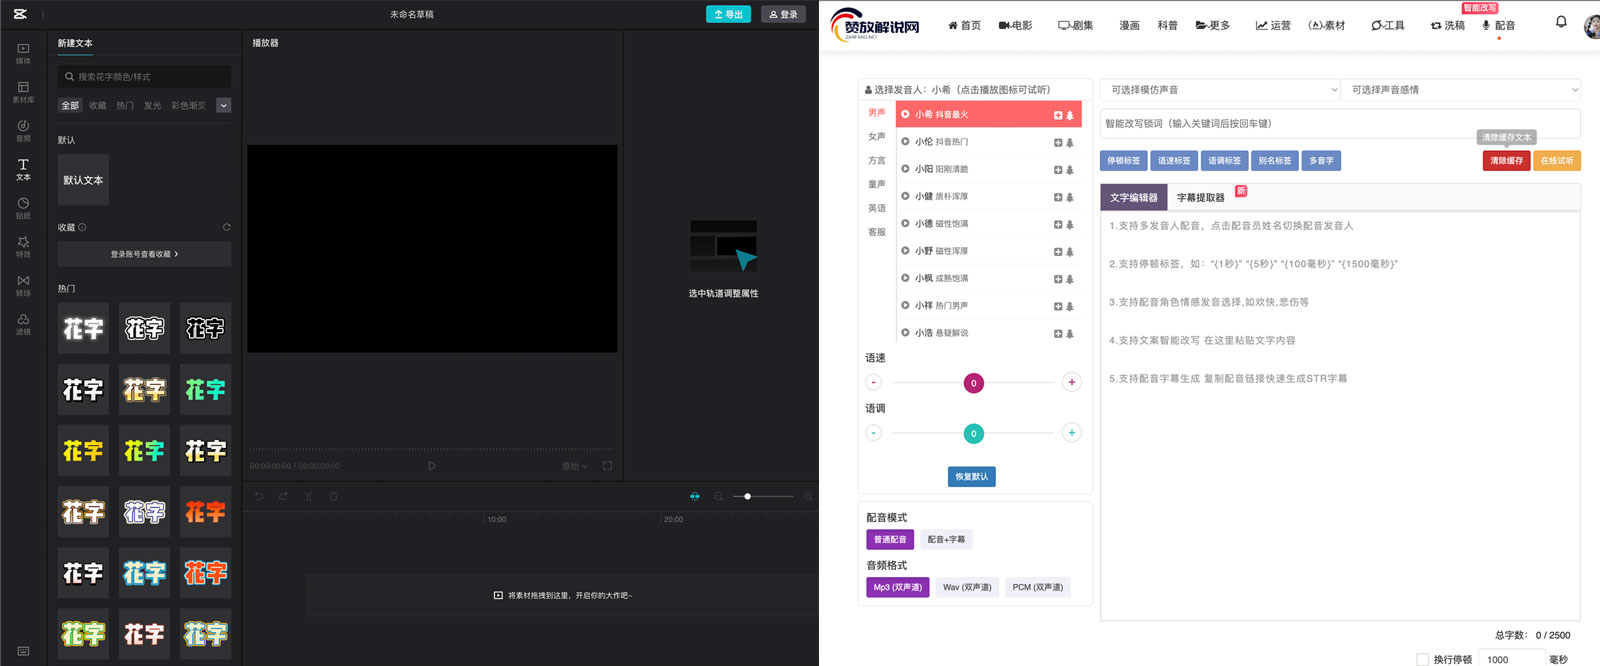 未命名草稿
导出
登录
媒体
素材库
音频
文本
贴纸
特效
转场
滤镜
新建文本
搜索花字颜色/样式
全部 收藏 热门 发光 彩色渐变
默认
默认文本
收藏
登录账号查看收藏 >
热门
花字 花字 花字
花字 花字 花字
花字 花字 花字
花字 花字 花字
花字 花字 花字
花字 花字 花字
播放器
00:00:00:00 / 00:00:00:00
原始
选中轨道调整属性
10:00
20:00
将素材拖拽到这里，开启你的大作吧~
赞放解说网
ZANFANG.NET
首页
电影
剧集
漫画
科普
更多
运营
素材
工具
洗稿
智能改写
配音
选择发音人：小希（点击播放图标可试听）
男声
女声
方言
童声
英语
客服
小希 抖音最火
小伦 抖音热门
小阳 阳刚清脆
小健 质朴浑厚
小德 磁性饱满
小野 磁性浑厚
小枫 成熟饱满
小祥 热门男声
小浩 悬疑解说
语速
- 0 +
语调
- 0 +
恢复默认
配音模式
普通配音 配音+字幕
音频格式
Mp3 (双声道) Wav (双声道) PCM (双声道)
可选择模仿声音
可选择声音感情
智能改写锁词（输入关键词后按回车键）
清除缓存文本
停顿标签 语速标签 语调标签 别名标签 多音字
清除缓存 在线试听
文字编辑器 字幕提取器 新
1.支持多发音人配音，点击配音员姓名切换配音发音人
2.支持停顿标签，如：“{1秒}” “{5秒}” “{100毫秒}” “{1500毫秒}”
3.支持配音角色情感发音选择,如欢快,悲伤等
4.支持文案智能改写 在这里粘贴文字内容
5.支持配音字幕生成 复制配音链接快速生成STR字幕
总字数： 0 / 2500
换行停顿 1000 毫秒